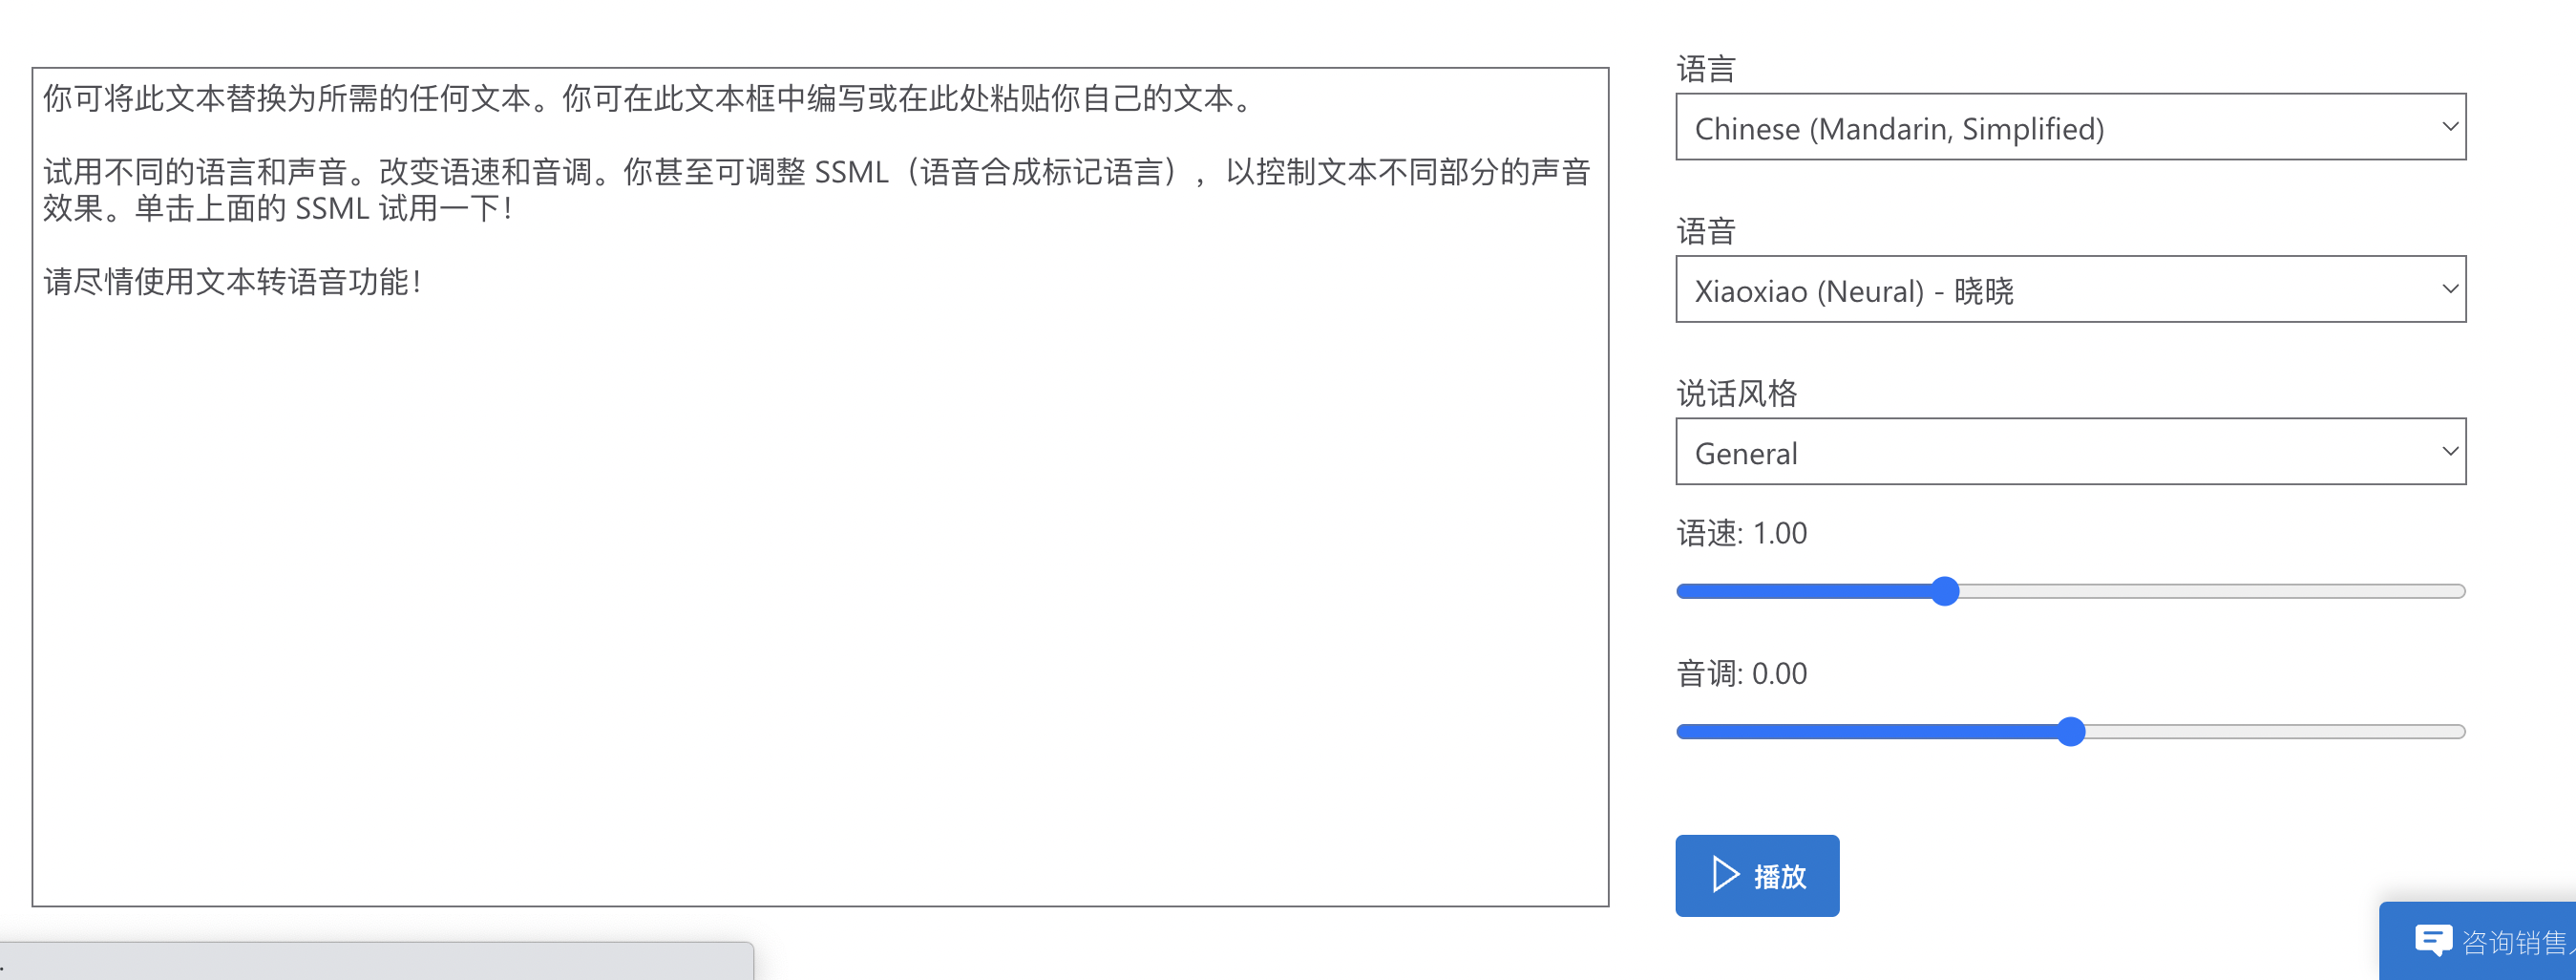 你可将此文本替换为所需的任何文本。你可在此文本框中编写或在此处粘贴你自己的文本。
试用不同的语言和声音。改变语速和音调。你甚至可调整 SSML（语音合成标记语言），以控制文本不同部分的声音
效果。单击上面的 SSML 试用一下！
请尽情使用文本转语音功能！
语言
Chinese (Mandarin, Simplified)
语音
Xiaoxiao (Neural) - 晓晓
说话风格
General
语速: 1.00
音调: 0.00
播放
咨询销售